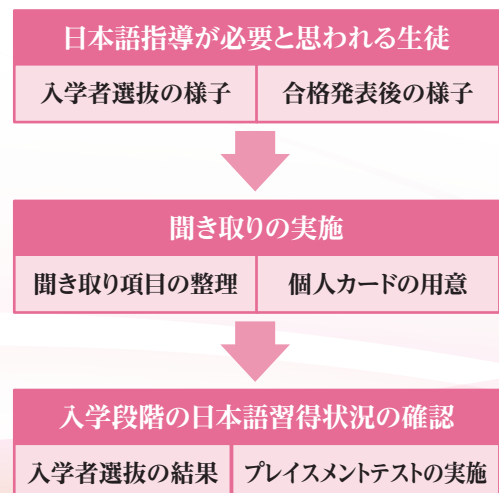 日本語指導が必要と思われる生徒
入学者選抜の様子 合格発表後の様子
聞き取りの実施
聞き取り項目の整理 個人カードの用意
入学段階の日本語習得状況の確認
入学者選抜の結果 プレイスメントテストの実施